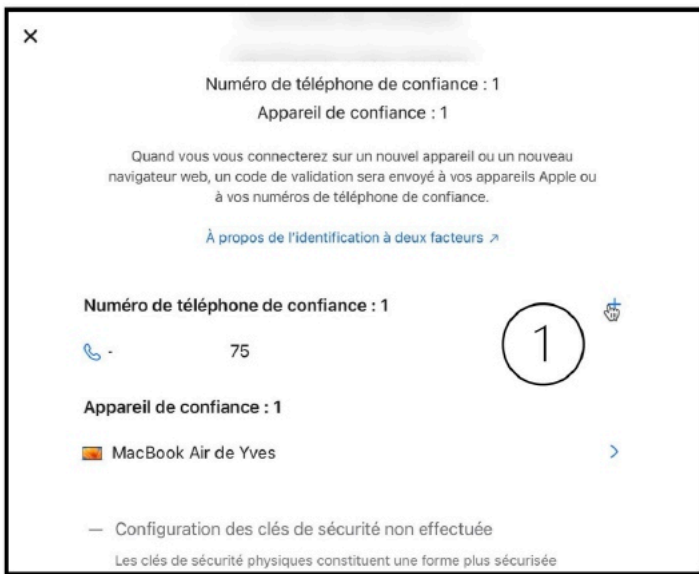 Numéro de téléphone de confiance : 1
Appareil de confiance : 1
Quand vous vous connecterez sur un nouvel appareil ou un nouveau
navigateur web, un code de validation sera envoyé à vos appareils Apple ou
à vos numéros de téléphone de confiance.
À propos de l'identification à deux facteurs ↗
Numéro de téléphone de confiance : 1
- 75
1
Appareil de confiance : 1
MacBook Air de Yves
— Configuration des clés de sécurité non effectuée
Les clés de sécurité physiques constituent une forme plus sécurisée